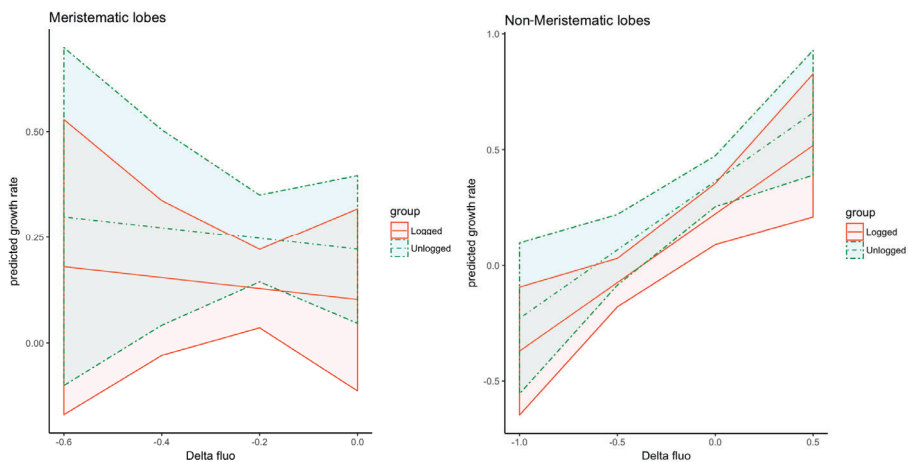 Meristematic lobes
predicted growth rate
0.50
0.25
0.00
-0.6
-0.4
-0.2
0.0
Delta fluo
group
Logged
Unlogged
Non-Meristematic lobes
predicted growth rate
1.0
0.5
0.0
-0.5
-1.0
-0.5
0.0
0.5
Delta fluo
group
Logged
Unlogged